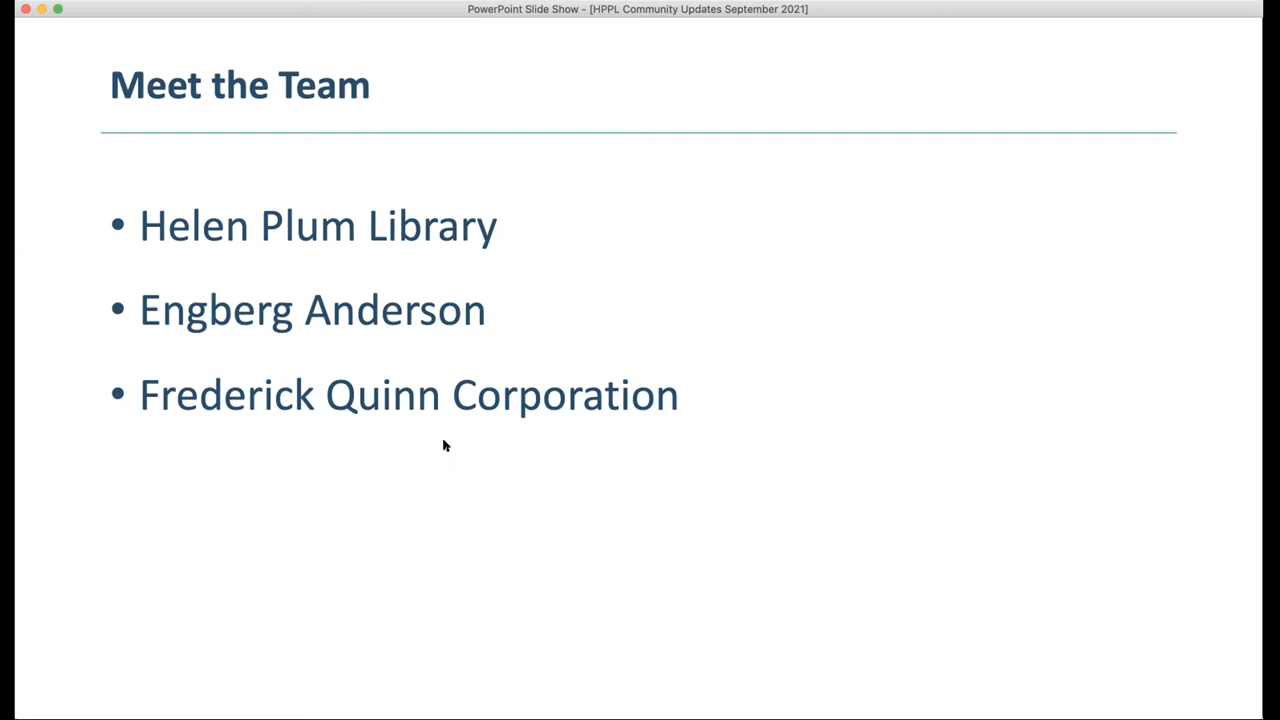 PowerPoint Slide Show - [HPPL Community Updates September 2021]
Meet the Team
• Helen Plum Library
• Engberg Anderson
• Frederick Quinn Corporation